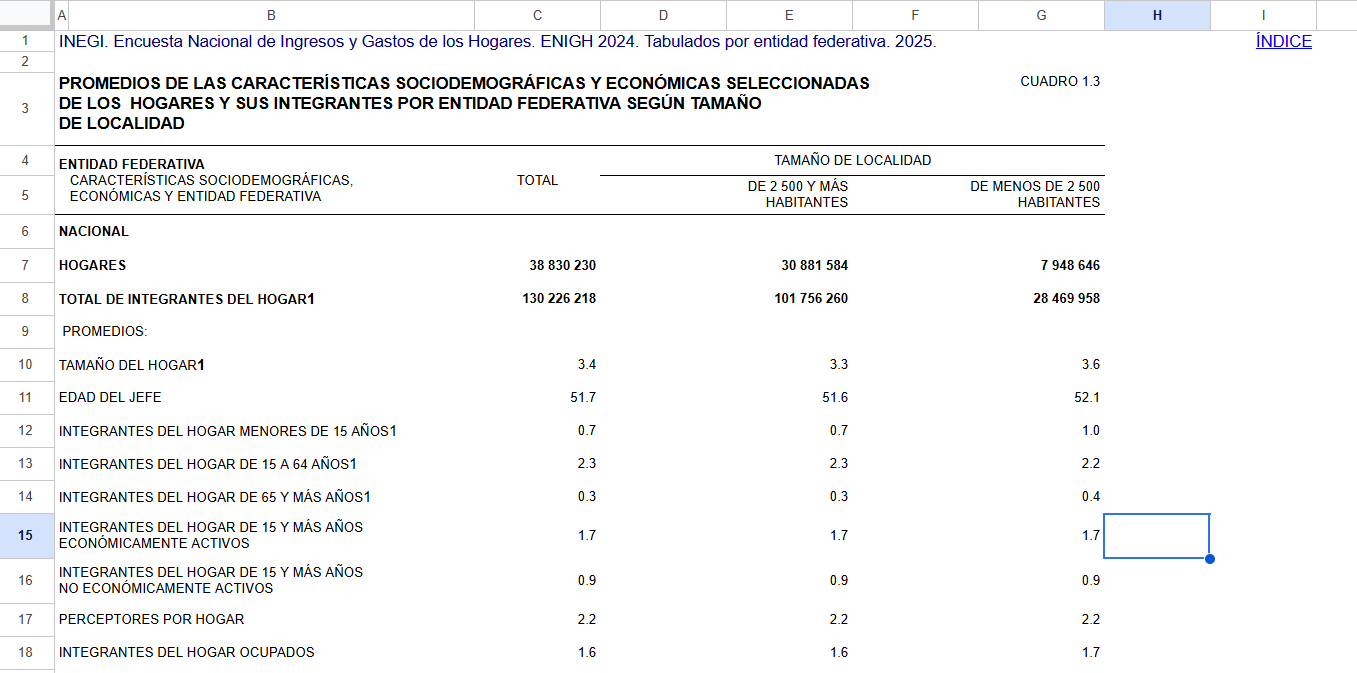 A B C D E F G H I
1 INEGI. Encuesta Nacional de Ingresos y Gastos de los Hogares. ENIGH 2024. Tabulados por entidad federativa. 2025. ÍNDICE
2
3 PROMEDIOS DE LAS CARACTERÍSTICAS SOCIODEMOGRÁFICAS Y ECONÓMICAS SELECCIONADAS CUADRO 1.3
DE LOS  HOGARES Y SUS INTEGRANTES POR ENTIDAD FEDERATIVA SEGÚN TAMAÑO
DE LOCALIDAD
4 ENTIDAD FEDERATIVA TAMAÑO DE LOCALIDAD
CARACTERÍSTICAS SOCIODEMOGRÁFICAS, TOTAL
5 ECONÓMICAS Y ENTIDAD FEDERATIVA DE 2 500 Y MÁS DE MENOS DE 2 500
HABITANTES HABITANTES
6 NACIONAL
7 HOGARES 38 830 230 30 881 584 7 948 646
8 TOTAL DE INTEGRANTES DEL HOGAR1 130 226 218 101 756 260 28 469 958
9 PROMEDIOS:
10 TAMAÑO DEL HOGAR1 3.4 3.3 3.6
11 EDAD DEL JEFE 51.7 51.6 52.1
12 INTEGRANTES DEL HOGAR MENORES DE 15 AÑOS1 0.7 0.7 1.0
13 INTEGRANTES DEL HOGAR DE 15 A 64 AÑOS1 2.3 2.3 2.2
14 INTEGRANTES DEL HOGAR DE 65 Y MÁS AÑOS1 0.3 0.3 0.4
15 INTEGRANTES DEL HOGAR DE 15 Y MÁS AÑOS 1.7 1.7 1.7
ECONÓMICAMENTE ACTIVOS
16 INTEGRANTES DEL HOGAR DE 15 Y MÁS AÑOS 0.9 0.9 0.9
NO ECONÓMICAMENTE ACTIVOS
17 PERCEPTORES POR HOGAR 2.2 2.2 2.2
18 INTEGRANTES DEL HOGAR OCUPADOS 1.6 1.6 1.7